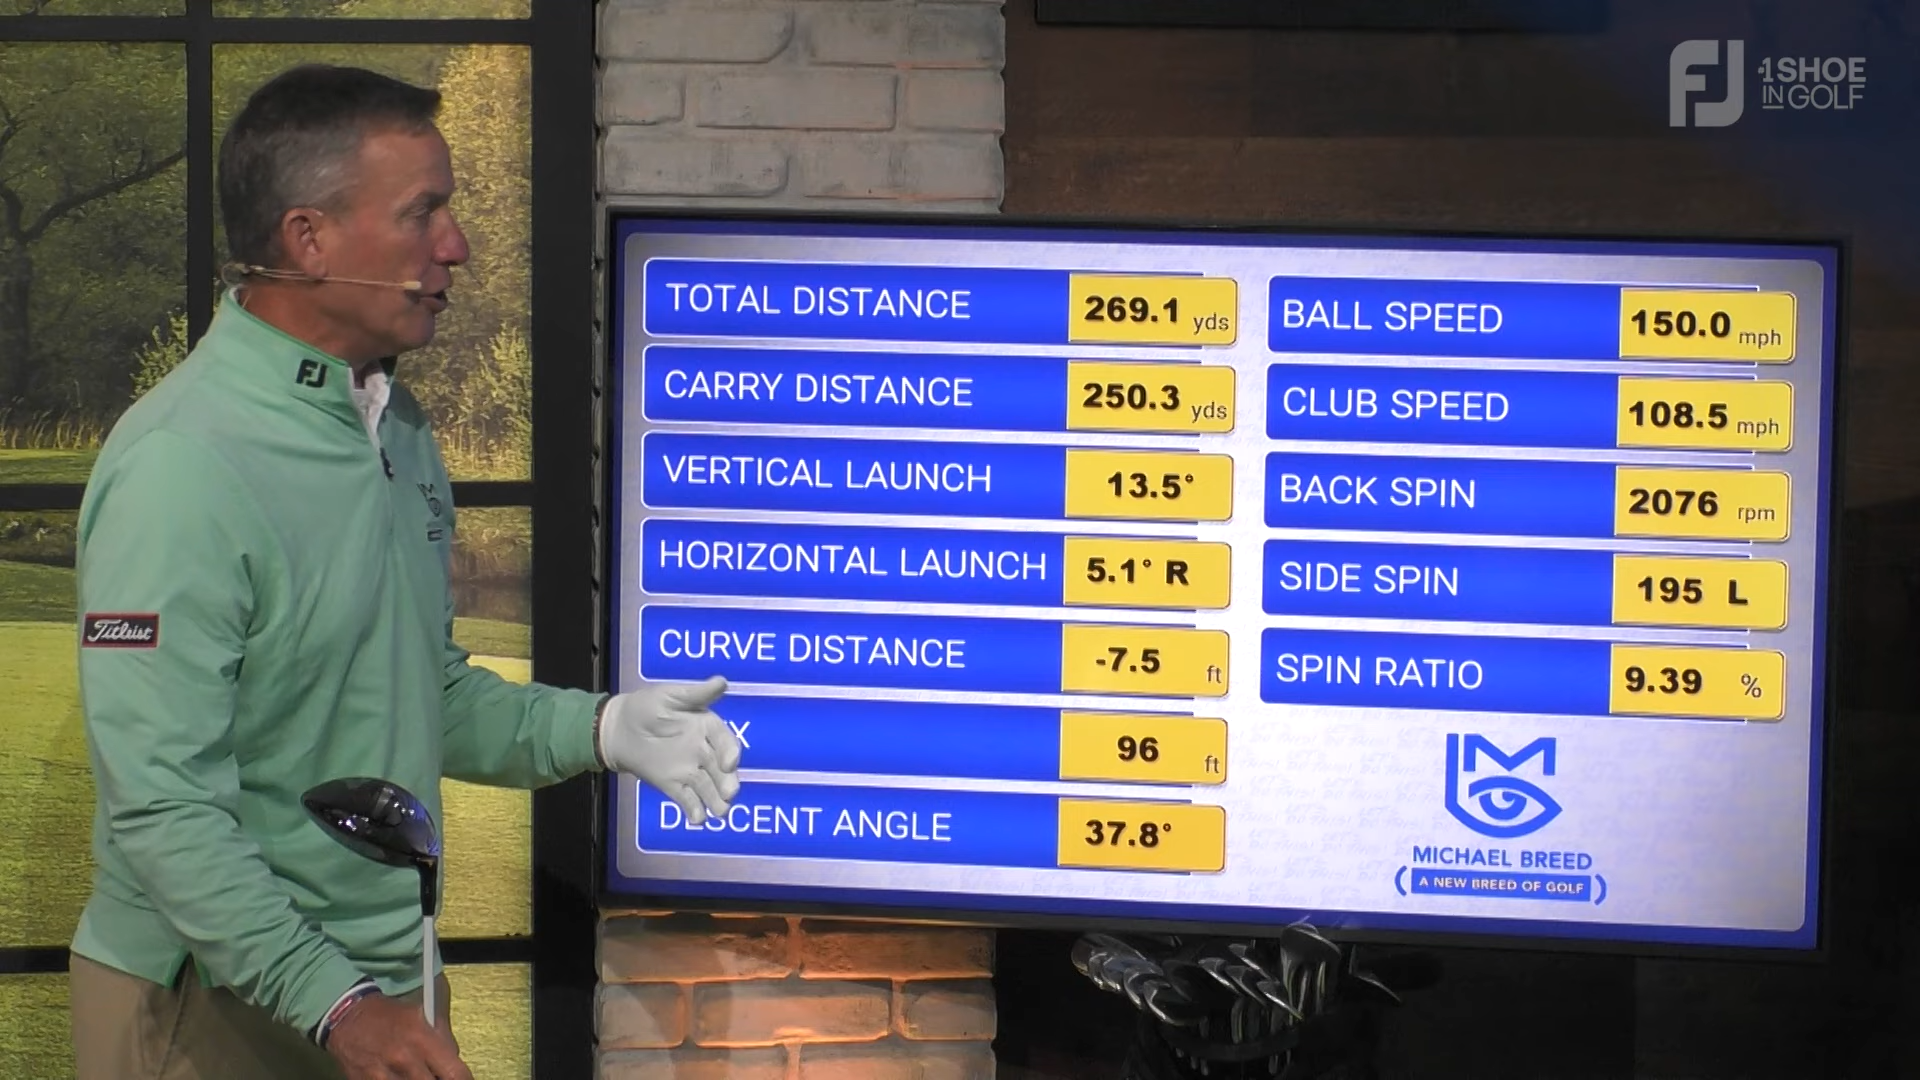 FJ #1SHOE
IN GOLF
TOTAL DISTANCE 269.1 yds
CARRY DISTANCE 250.3 yds
VERTICAL LAUNCH 13.5°
HORIZONTAL LAUNCH 5.1° R
CURVE DISTANCE -7.5 ft
96 ft
DESCENT ANGLE 37.8°
BALL SPEED 150.0 mph
CLUB SPEED 108.5 mph
BACK SPIN 2076 rpm
SIDE SPIN 195 L
SPIN RATIO 9.39 %
MICHAEL BREED
A NEW BREED OF GOLF
FJ
Titleist